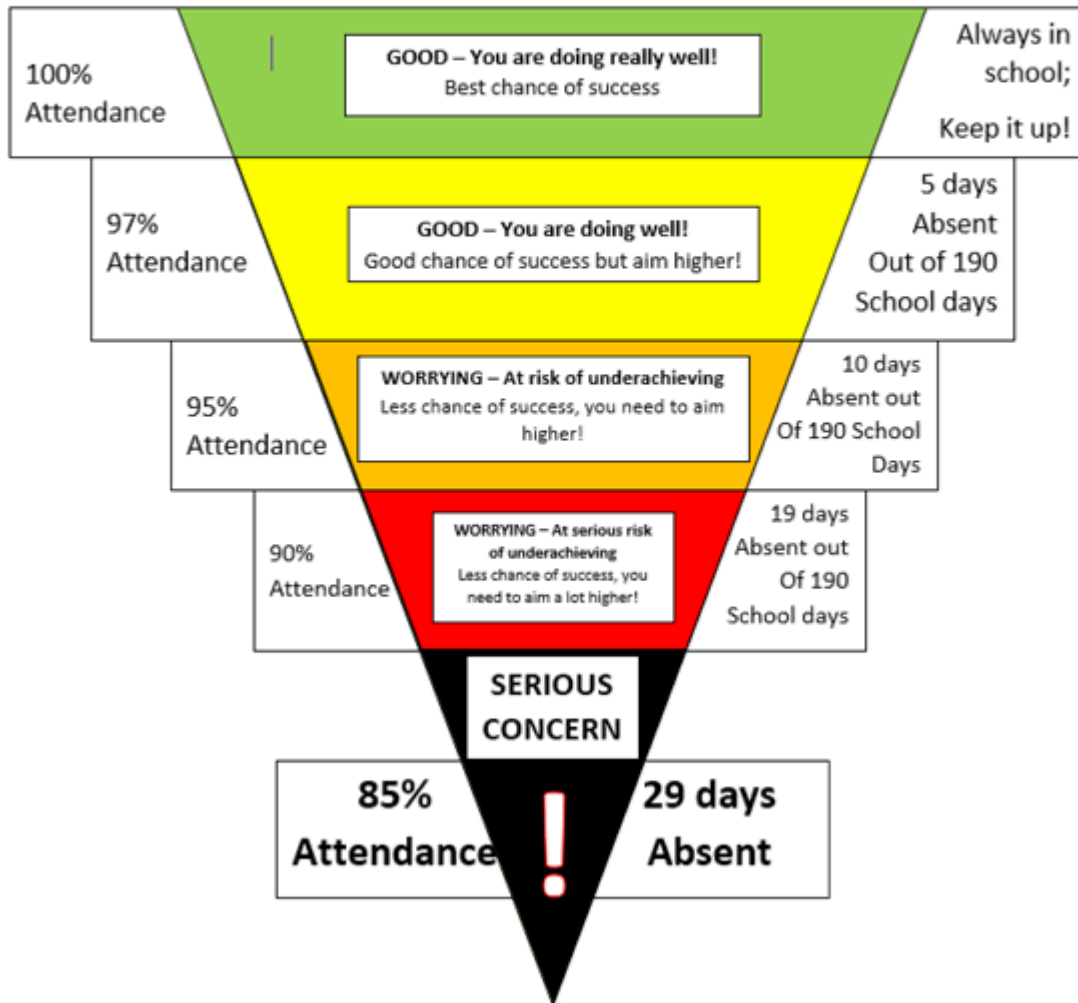 100%
Attendance
GOOD – You are doing really well!
Best chance of success
Always in
school;
Keep it up!
97%
Attendance
GOOD – You are doing well!
Good chance of success but aim higher!
5 days
Absent
Out of 190
School days
95%
Attendance
WORRYING – At risk of underachieving
Less chance of success, you need to aim
higher!
10 days
Absent out
Of 190 School
Days
90%
Attendance
WORRYING – At serious risk
of underachieving
Less chance of success, you
need to aim a lot higher!
19 days
Absent out
Of 190
School days
SERIOUS
CONCERN
85%
Attendance
!
29 days
Absent